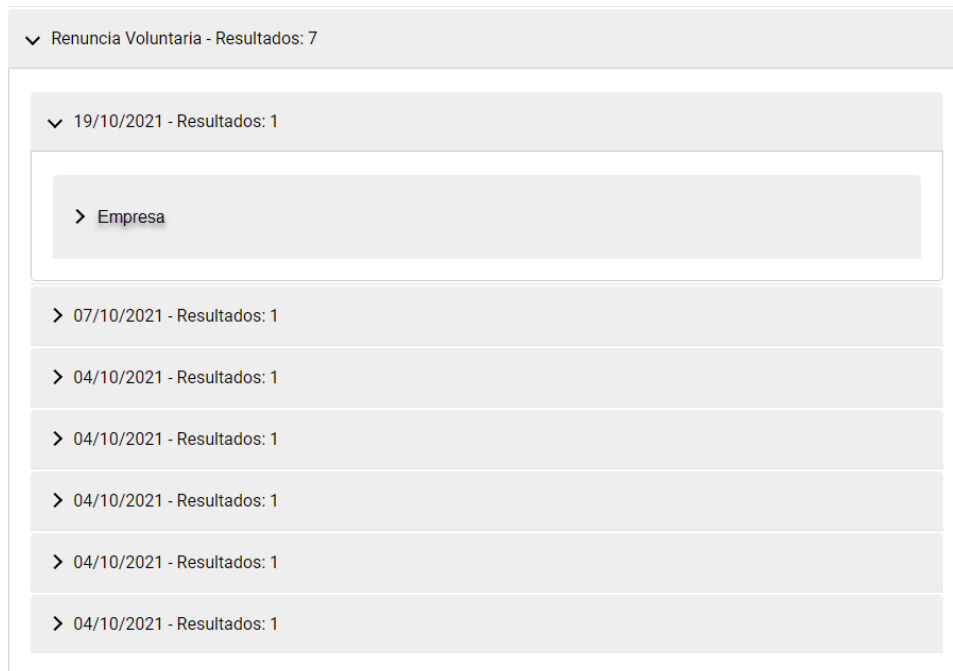 Renuncia Voluntaria - Resultados: 7
19/10/2021 - Resultados: 1
Empresa
07/10/2021 - Resultados: 1
04/10/2021 - Resultados: 1
04/10/2021 - Resultados: 1
04/10/2021 - Resultados: 1
04/10/2021 - Resultados: 1
04/10/2021 - Resultados: 1